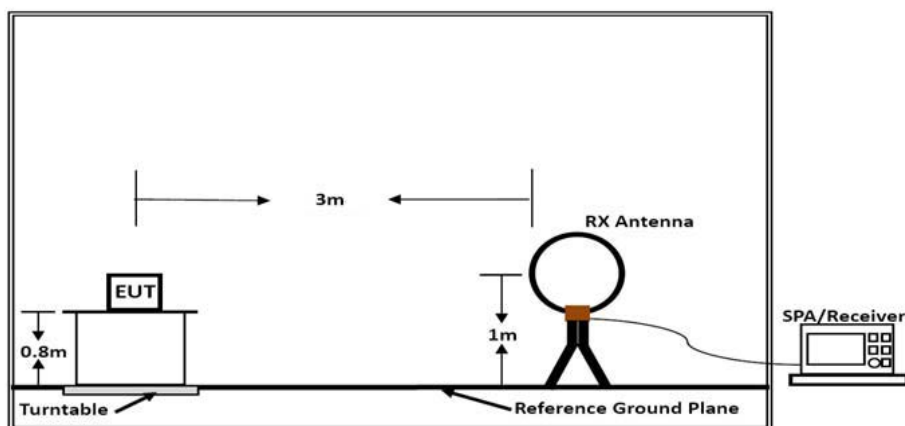 3m
RX Antenna
EUT
SPA/Receiver
0.8m
1m
Turntable
Reference Ground Plane